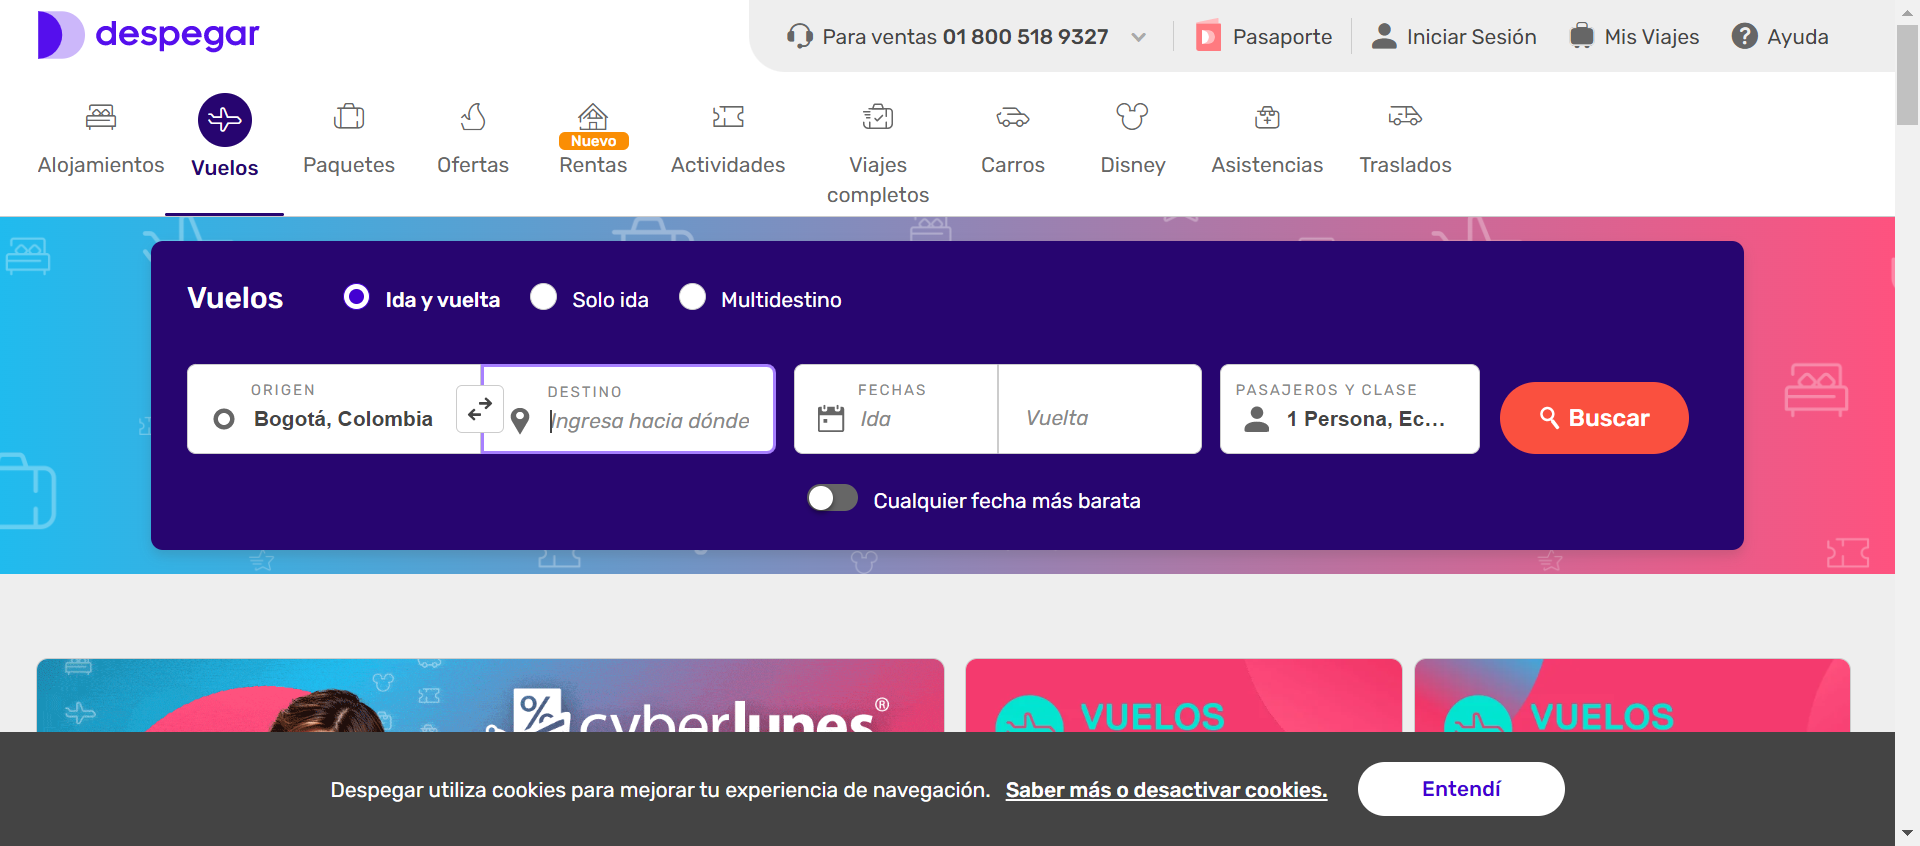 despegar
Para ventas 01 800 518 9327
Pasaporte
Iniciar Sesión
Mis Viajes
Ayuda
Alojamientos
Vuelos
Paquetes
Ofertas
Nuevo
Rentas
Actividades
Viajes
completos
Carros
Disney
Asistencias
Traslados
Vuelos
Ida y vuelta
Solo ida
Multidestino
ORIGEN
Bogotá, Colombia
DESTINO
Ingresa hacia dónde
FECHAS
Ida
Vuelta
PASAJEROS Y CLASE
1 Persona, Ec...
Buscar
Cualquier fecha más barata
% cyberlunes®
VUELOS
VUELOS
Despegar utiliza cookies para mejorar tu experiencia de navegación. Saber más o desactivar cookies.
Entendí